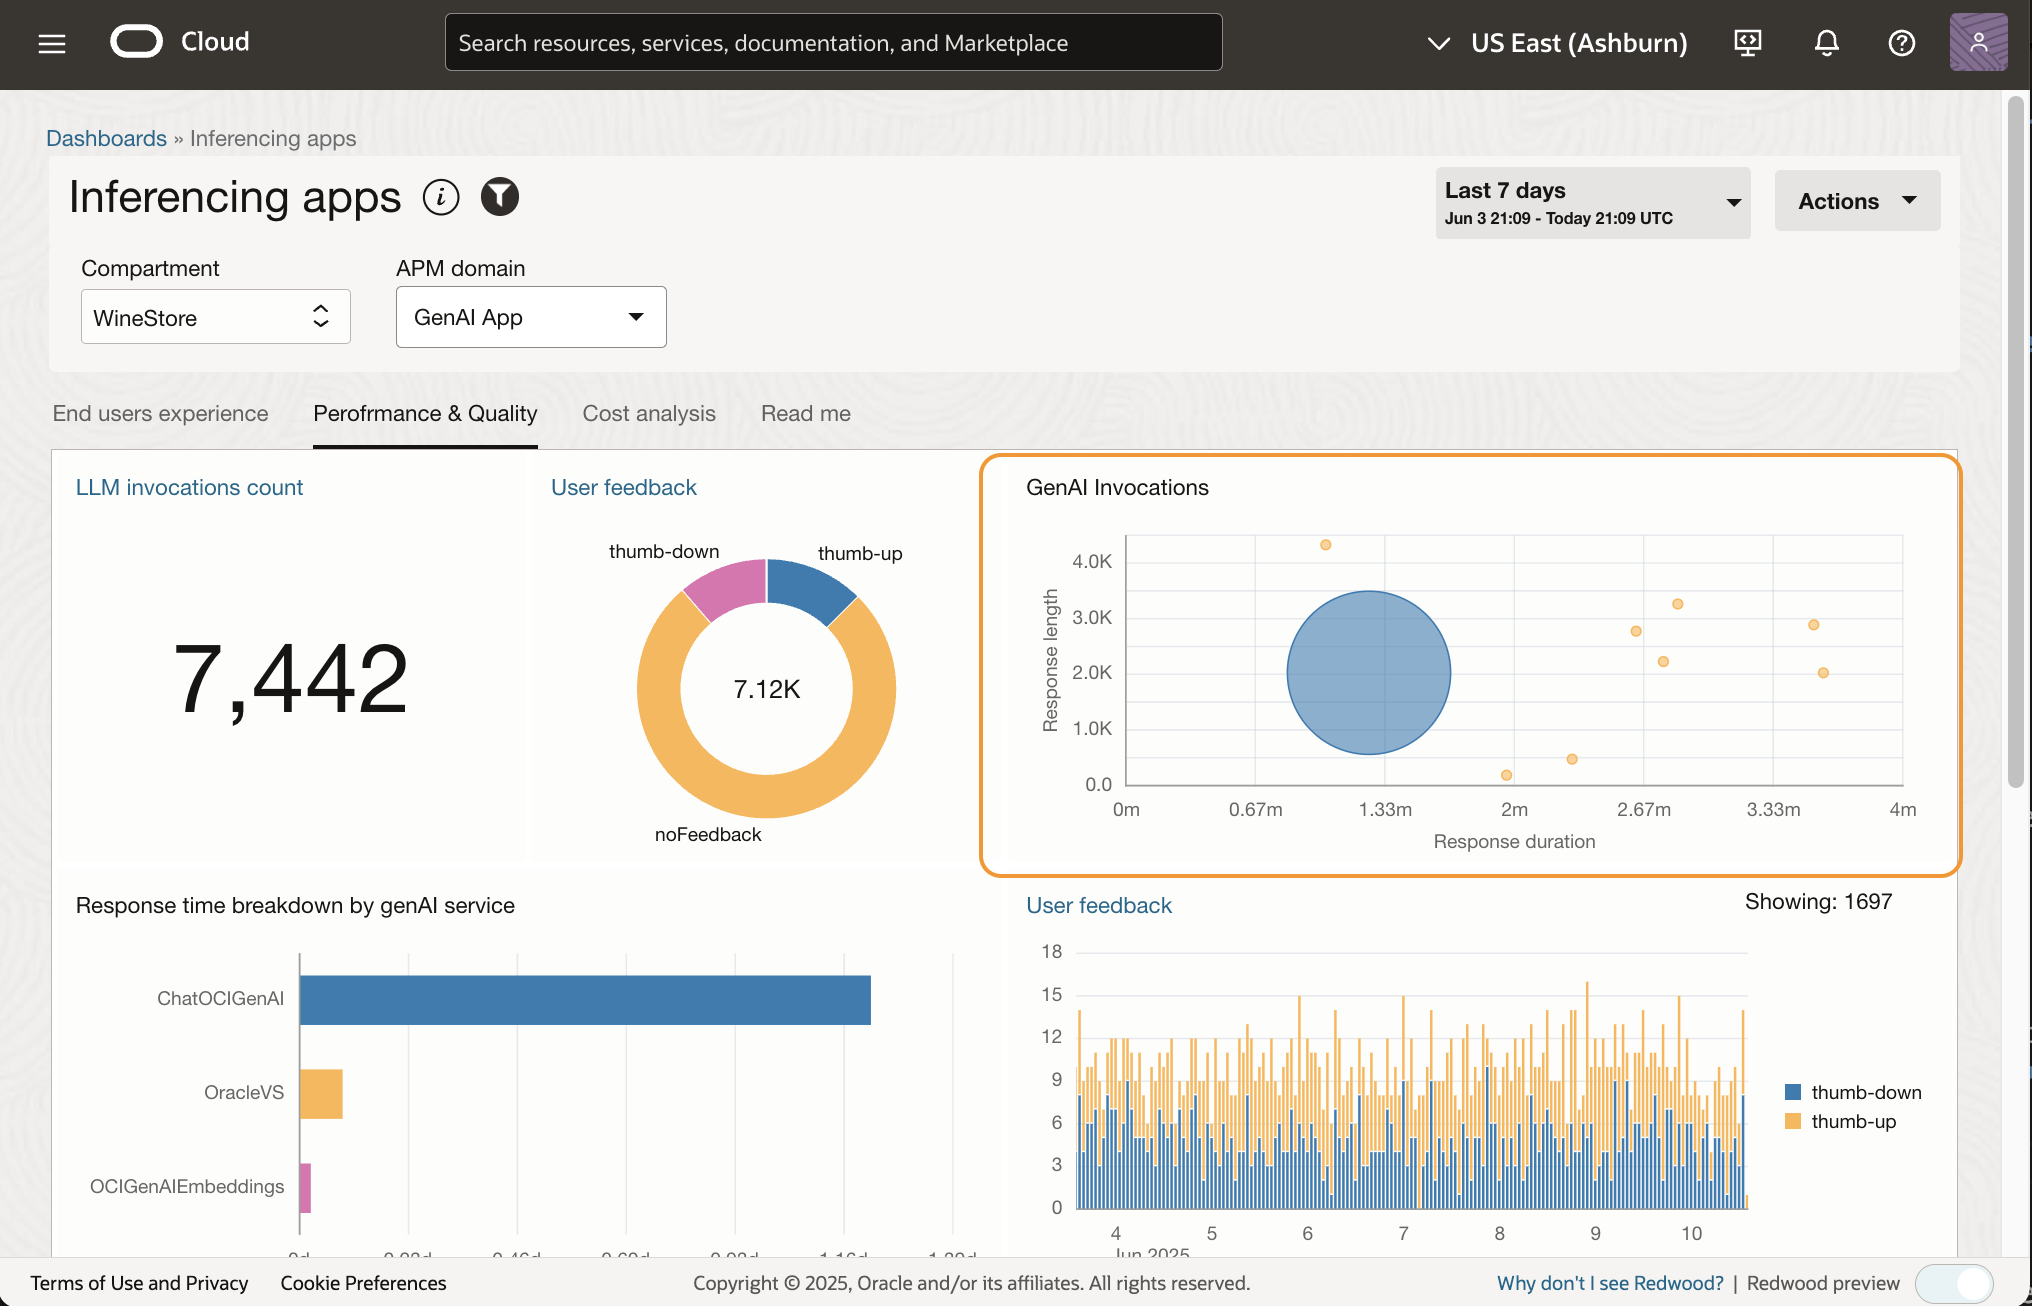 Cloud
Search resources, services, documentation, and Marketplace
US East (Ashburn)
Dashboards » Inferencing apps
Inferencing apps
Last 7 days
Jun 3 21:09 - Today 21:09 UTC
Actions
Compartment
APM domain
WineStore
GenAI App
End users experience
Perofrmance & Quality
Cost analysis
Read me
LLM invocations count
7,442
User feedback
thumb-down
thumb-up
7.12K
noFeedback
GenAI Invocations
Response length
4.0K
3.0K
2.0K
1.0K
0.0
0m
0.67m
1.33m
2m
2.67m
3.33m
4m
Response duration
Response time breakdown by genAI service
ChatOCIGenAI
OracleVS
OCIGenAIEmbeddings
User feedback
Showing: 1697
18
15
12
9
6
3
0
4
5
6
7
8
9
10
Jun 2025
thumb-down
thumb-up
Terms of Use and Privacy
Cookie Preferences
Copyright © 2025, Oracle and/or its affiliates. All rights reserved.
Why don't I see Redwood? | Redwood preview